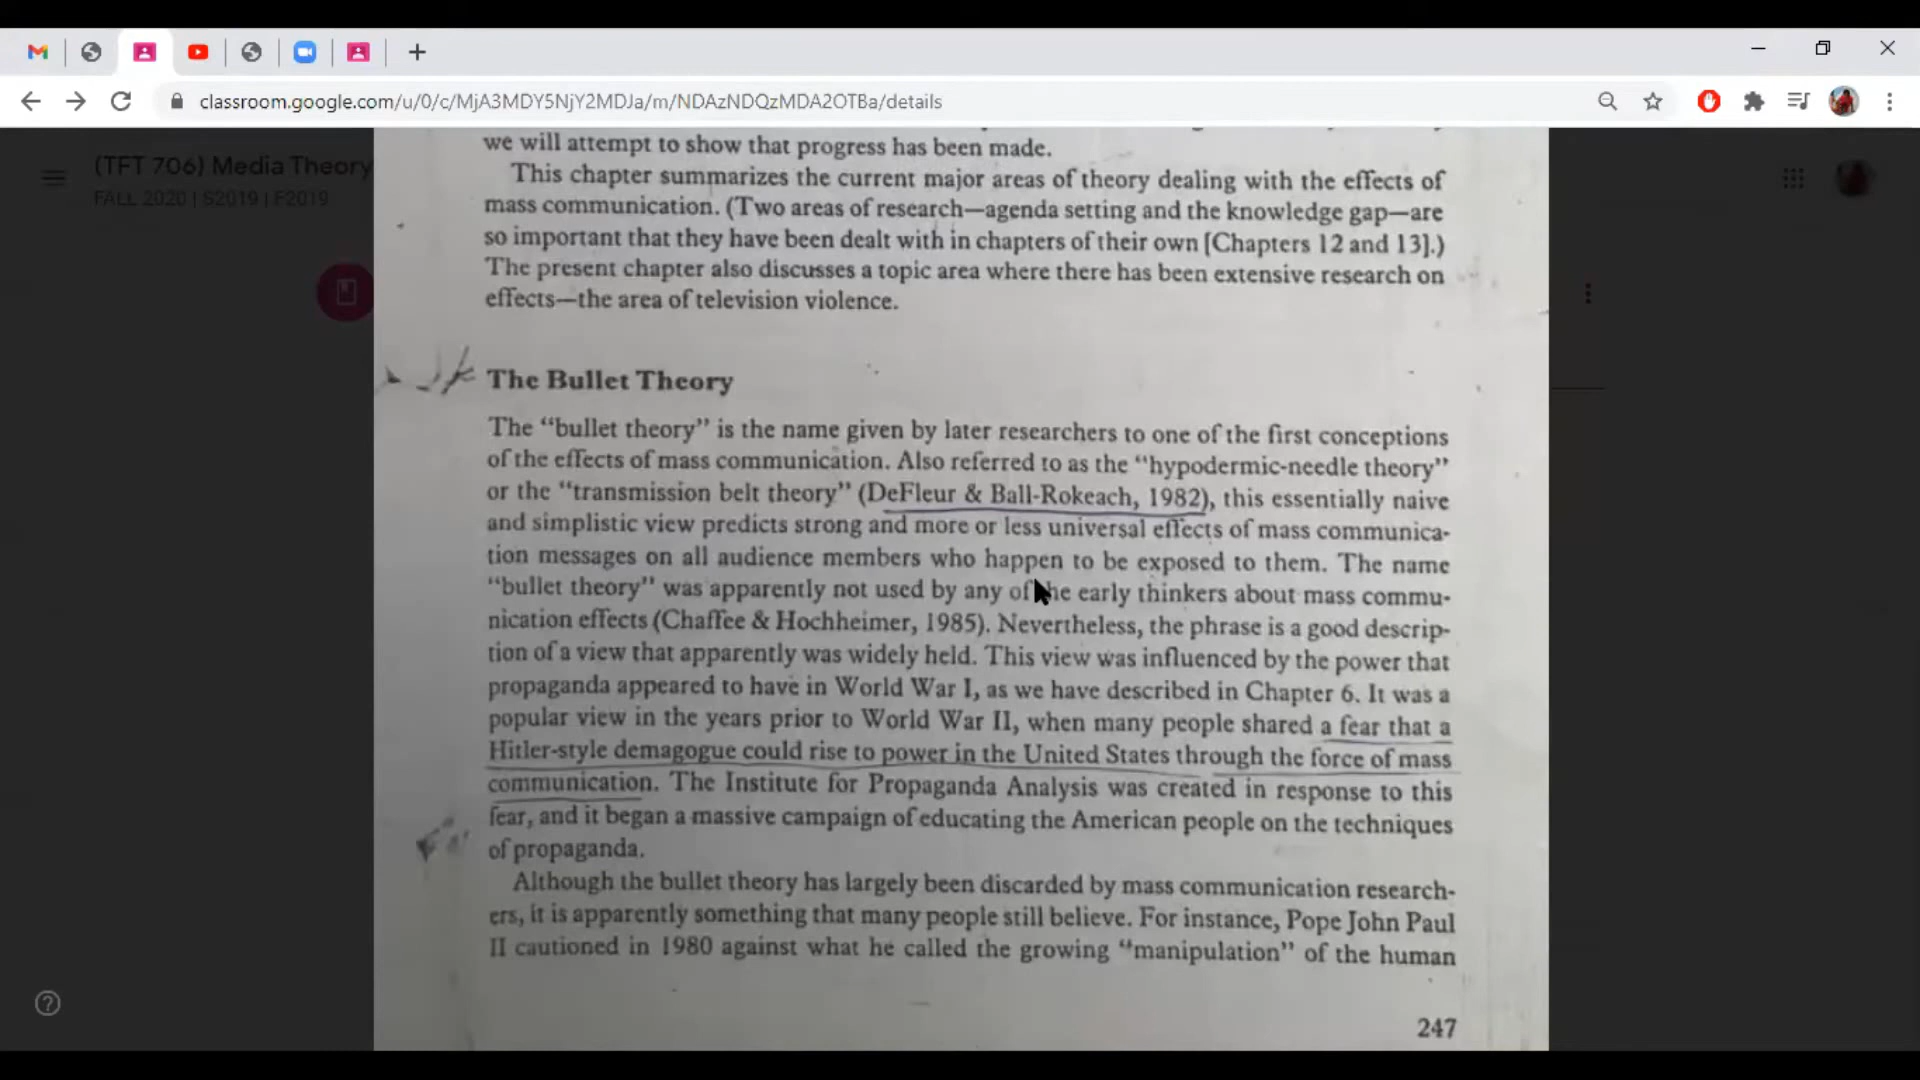 classroom.google.com/u/0/c/MjA3MDY5NjY2MDJa/m/NDAzNDQzMDA2OTBa/details
(TFT 706) Media Theory
FALL 2020 | S2019 | F2019
we will attempt to show that progress has been made.
This chapter summarizes the current major areas of theory dealing with the effects of
mass communication. (Two areas of research—agenda setting and the knowledge gap—are
so important that they have been dealt with in chapters of their own [Chapters 12 and 13].)
The present chapter also discusses a topic area where there has been extensive research on
effects—the area of television violence.
The Bullet Theory
The “bullet theory” is the name given by later researchers to one of the first conceptions
of the effects of mass communication. Also referred to as the “hypodermic-needle theory”
or the “transmission belt theory” (DeFleur & Ball-Rokeach, 1982), this essentially naive
and simplistic view predicts strong and more or less universal effects of mass communica-
tion messages on all audience members who happen to be exposed to them. The name
“bullet theory” was apparently not used by any of the early thinkers about mass commu-
nication effects (Chaffee & Hochheimer, 1985). Nevertheless, the phrase is a good descrip-
tion of a view that apparently was widely held. This view was influenced by the power that
propaganda appeared to have in World War I, as we have described in Chapter 6. It was a
popular view in the years prior to World War II, when many people shared a fear that a
Hitler-style demagogue could rise to power in the United States through the force of mass
communication. The Institute for Propaganda Analysis was created in response to this
fear, and it began a massive campaign of educating the American people on the techniques
of propaganda.
Although the bullet theory has largely been discarded by mass communication research-
ers, it is apparently something that many people still believe. For instance, Pope John Paul
II cautioned in 1980 against what he called the growing “manipulation” of the human
247